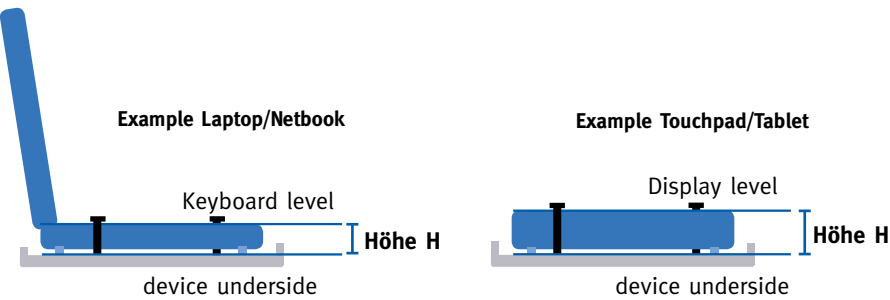 Example Laptop/Netbook
Keyboard level
Höhe H
device underside
Example Touchpad/Tablet
Display level
Höhe H
device underside